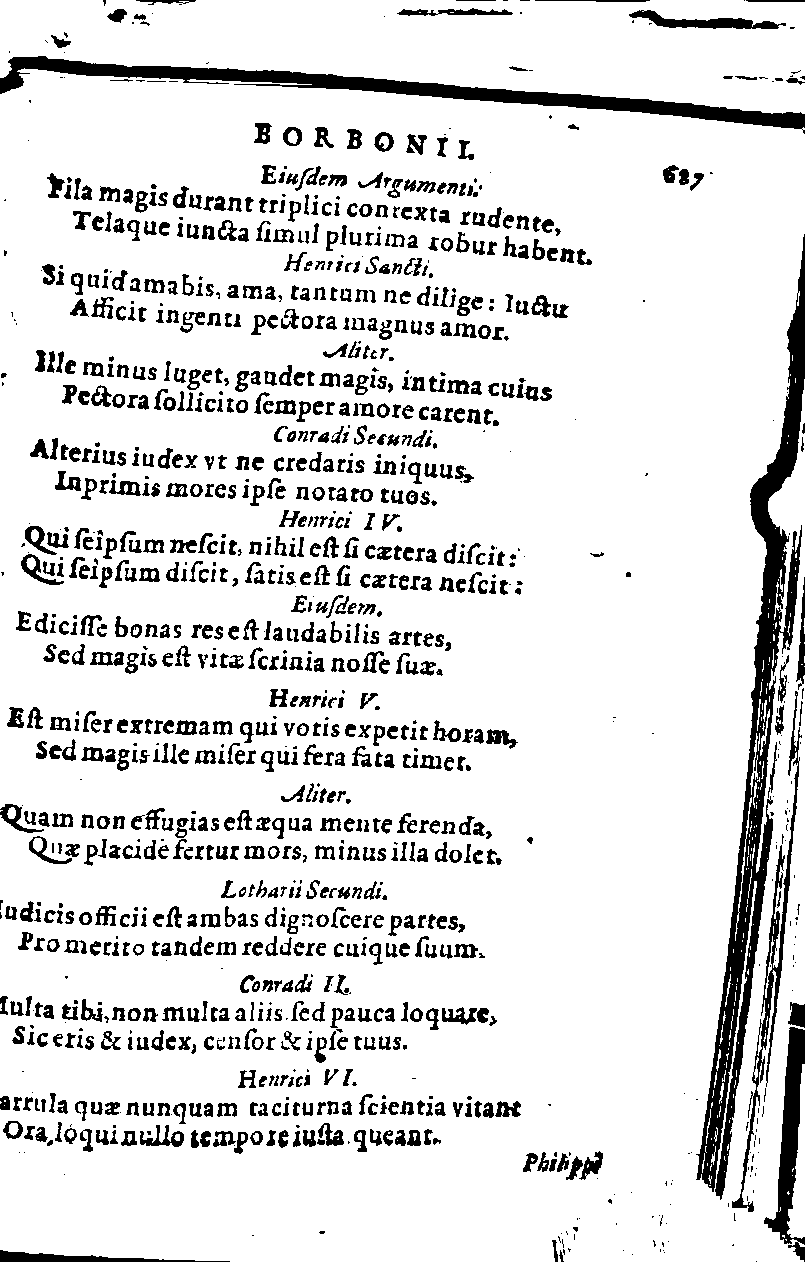 BORBONII. 687
Eiuſdem Argumenti:
Fila magis durant triplici contexta rudente,
Telaque iuncta ſimul plurima robur habent.
Henrici Sancti.
Si quid amabis, ama, tantum ne dilige: luctu
Afficit ingenti pectora magnus amor.
Aliter.
Ille minus luget, gaudet magis, intima cuius
Pectora ſollicito ſemper amore carent.
Conradi Secundi.
Alterius iudex vt ne credaris iniquus,
Inprimis mores ipſe notato tuos.
Henrici IV.
Qui ſeipſum neſcit, nihil eſt ſi cætera diſcit:
Qui ſeipſum diſcit, ſatis eſt ſi cætera neſcit:
Eiuſdem.
Ediciſſe bonas res eſt laudabilis artes,
Sed magis eſt vitæ ſcrinia noſſe ſuæ.
Henrici V.
Eſt miſer extremam qui votis expetit horam,
Sed magis ille miſer qui fera fata timet.
Aliter.
Quam non effugias eſt æqua mente ferenda,
Quæ placidè fertur mors, minus illa dolet.
Lotharii Secundi.
Iudicis officii eſt ambas dignoſcere partes,
Pro merito tandem reddere cuique ſuum.
Conradi II.
Multa tibi, non multa aliis ſed pauca loquare,
Sic eris & iudex, cenſor & ipſe tuus.
Henrici VI.
arrula quæ nunquam taciturna ſcientia vitant
Ora, loqui nullo tempore iuſta queant.
Philippi